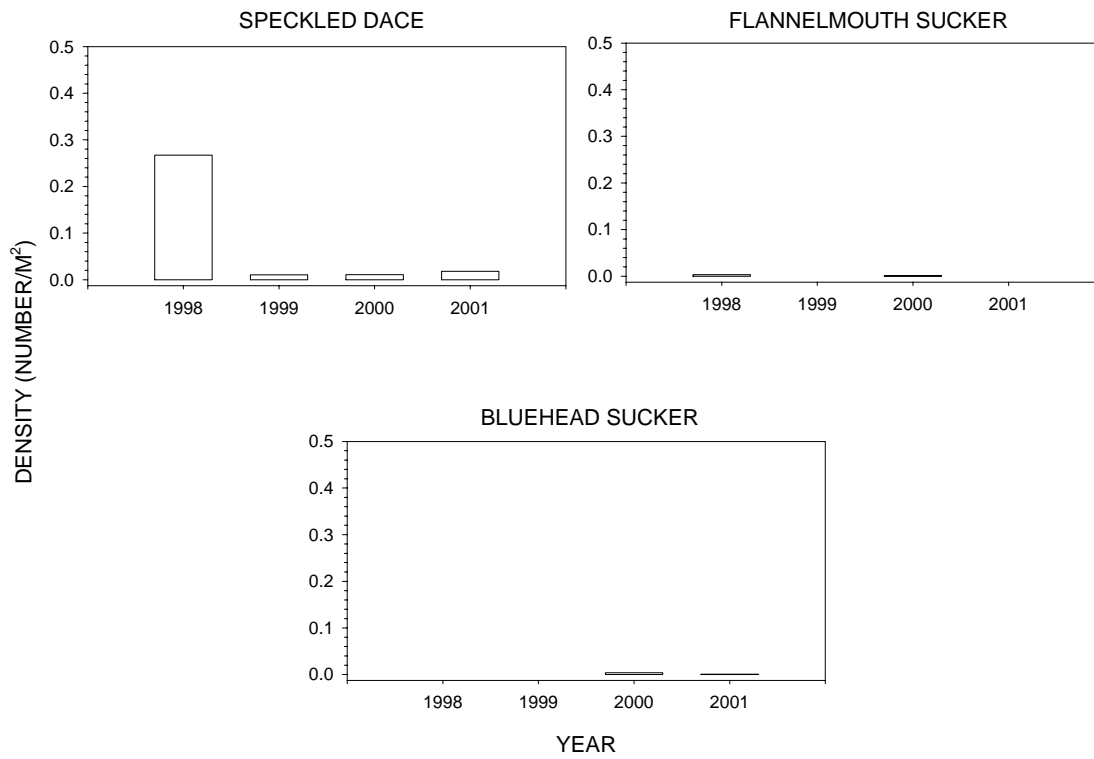 SPECKLED DACE
0.5
0.4
0.3
0.2
0.1
0.0
1998 1999 2000 2001
FLANNELMOUTH SUCKER
0.5
0.4
0.3
0.2
0.1
0.0
1998 1999 2000 2001
DENSITY (NUMBER/M²)
BLUEHEAD SUCKER
0.5
0.4
0.3
0.2
0.1
0.0
1998 1999 2000 2001
YEAR